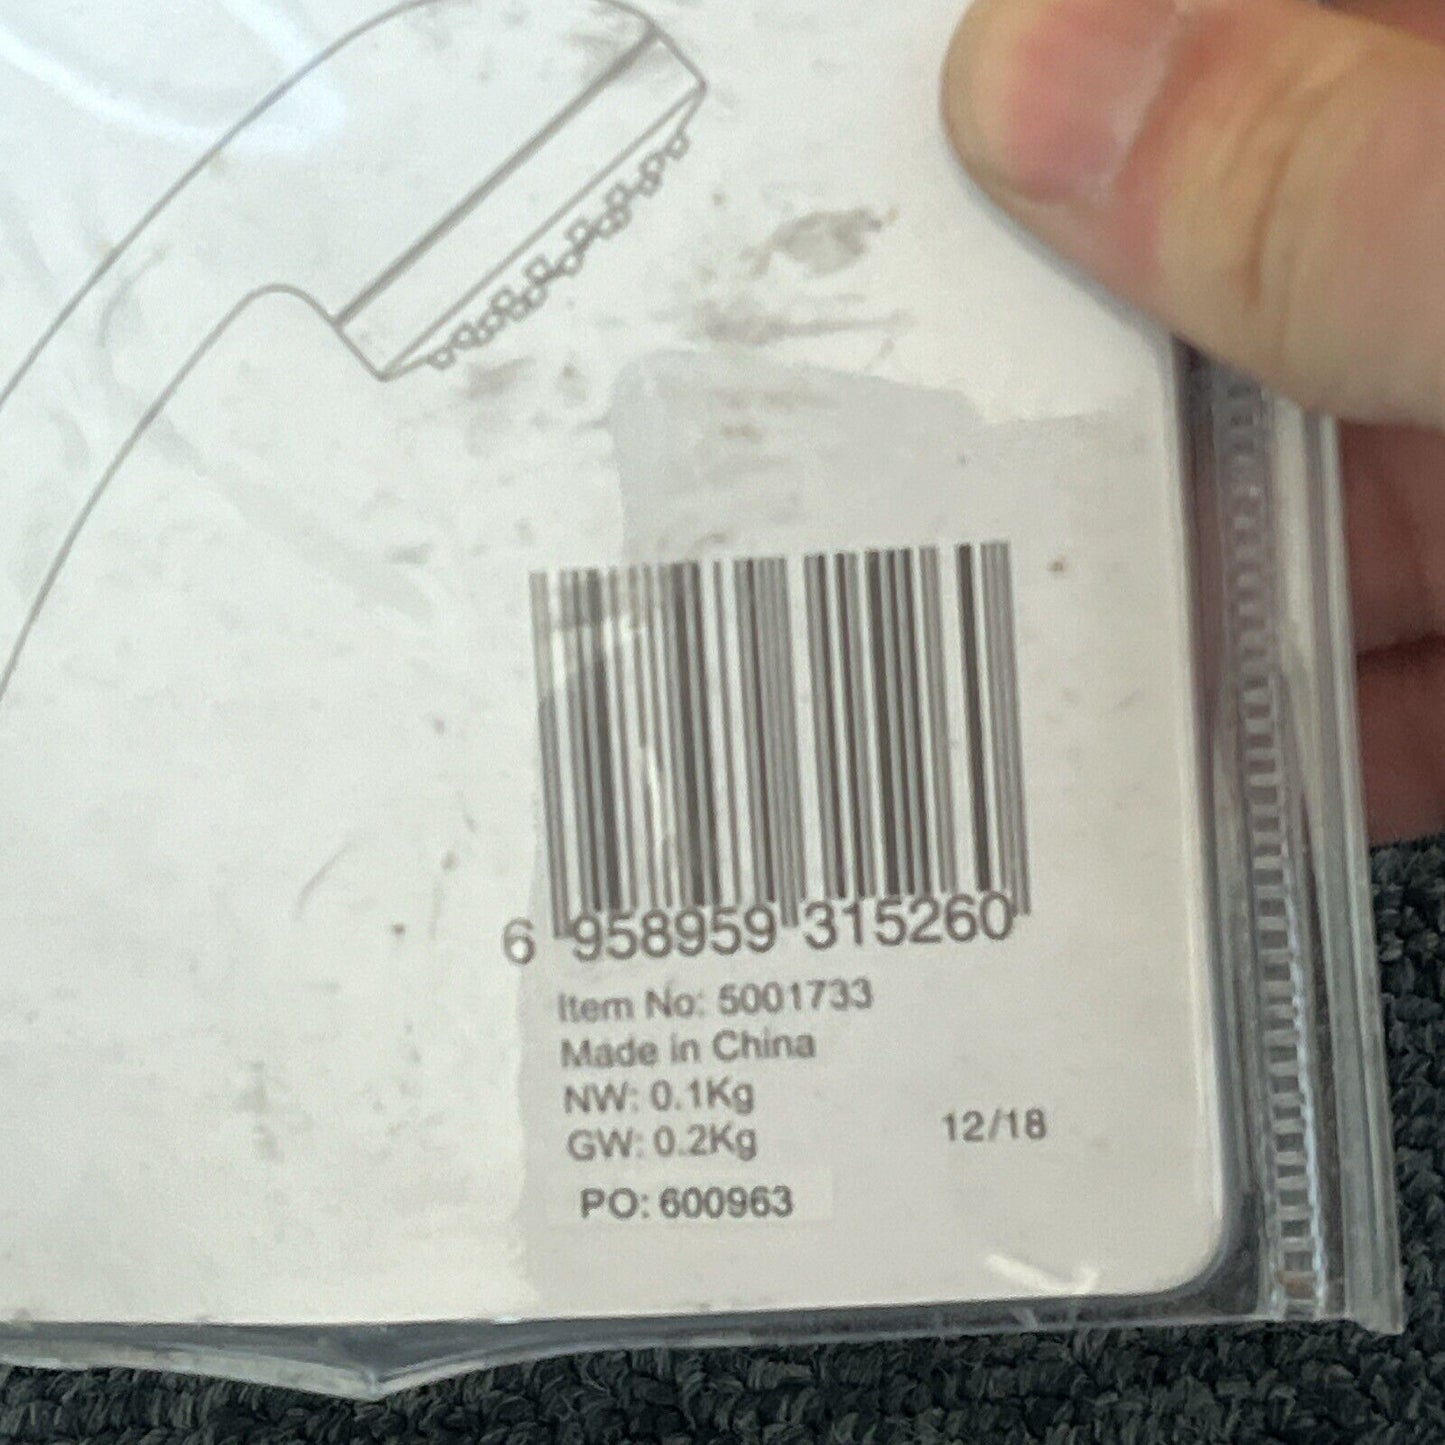 6 958959 315260
Item No: 5001733
Made in China
NW: 0.1Kg
GW: 0.2Kg
12/18
PO: 600963